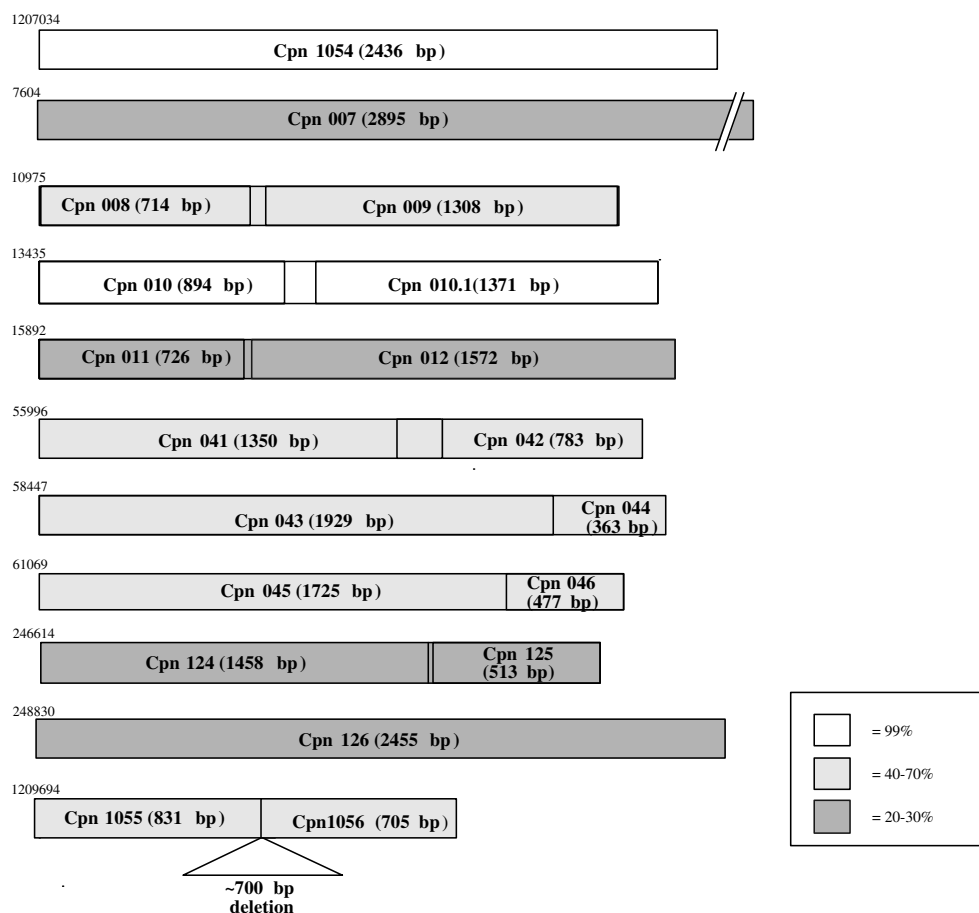 1207034
Cpn 1054 (2436 bp)
7604
Cpn 007 (2895 bp)
10975
Cpn 008 (714 bp)
Cpn 009 (1308 bp)
13435
Cpn 010 (894 bp)
Cpn 010.1(1371 bp)
15892
Cpn 011 (726 bp)
Cpn 012 (1572 bp)
55996
Cpn 041 (1350 bp)
Cpn 042 (783 bp)
58447
Cpn 043 (1929 bp)
Cpn 044
(363 bp)
61069
Cpn 045 (1725 bp)
Cpn 046
(477 bp)
246614
Cpn 124 (1458 bp)
Cpn 125
(513 bp)
248830
Cpn 126 (2455 bp)
1209694
Cpn 1055 (831 bp)
Cpn1056 (705 bp)
~700 bp
deletion
= 99%
= 40-70%
= 20-30%